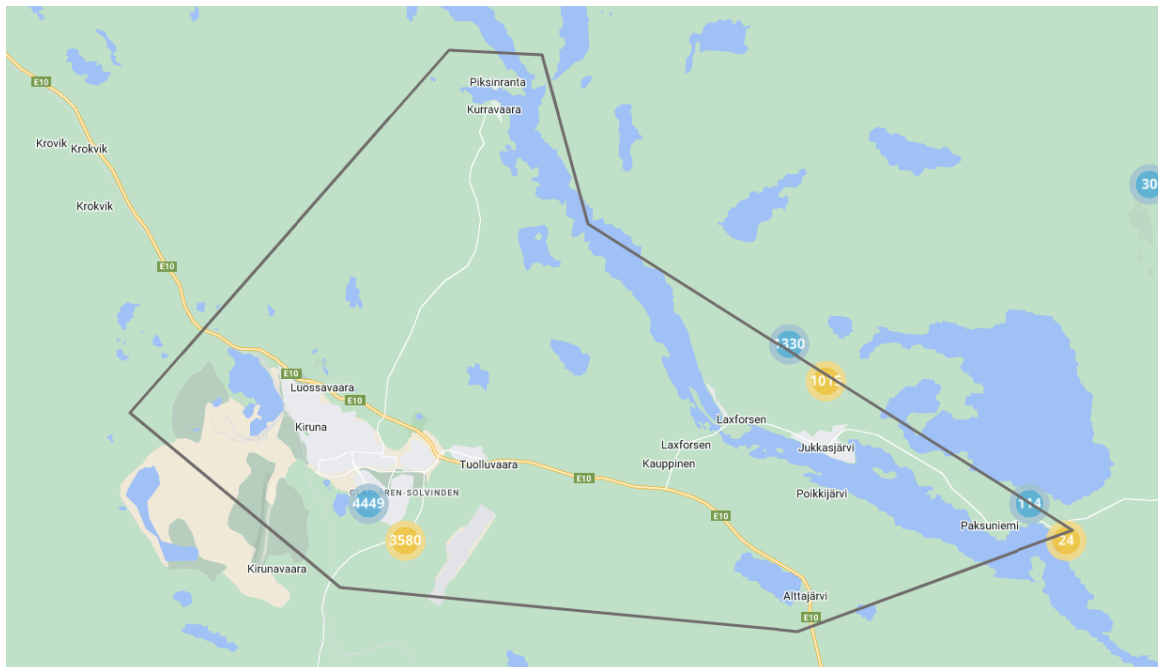 Piksinranta
E10
Kurravaara
Krovik
Krokvik
30
Krokvik
E10
1330
E10
1015
Luossavaara
E10
Laxforsen
Kiruna
Laxforsen
Jukkasjärvi
Kauppinen
Tuolluvaara
E10
Poikkijärvi
4449
114
E10
Paksuniemi
3580
24
Kirunavaara
Alttajärvi
E10